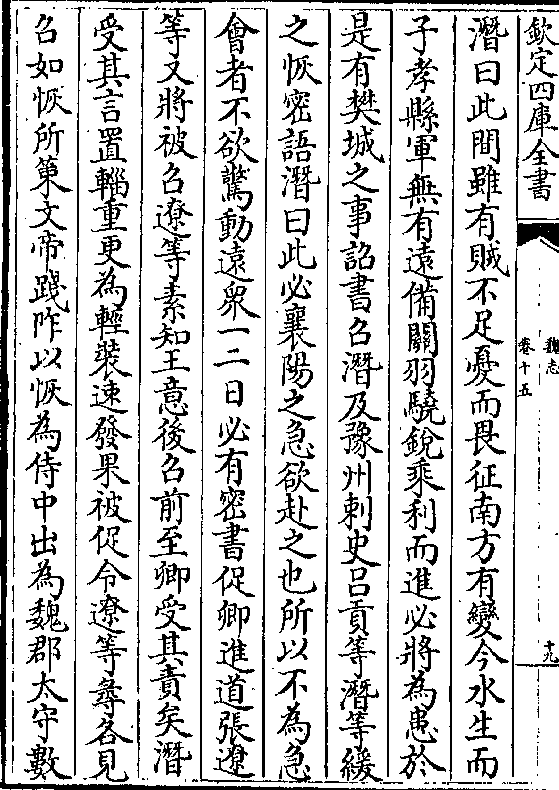 欽定四庫全書
魏志
卷十五
十九
潛曰此間雖有賊不足憂而畏征南方有變今水生而
子孝縣軍無有遠備關羽驍銳乘利而進必將為患於
是有樊城之事詔書召潛及豫州刺史吕貢等潛等緩
之恢密語潛曰此必襄陽之急欲赴之也所以不為急
會者不欲驚動遠衆一二日必有密書促卿進道張遼
等又將被召遼等素知王意後召前至卿受其責矣潛
受其言置輜重更為輕裝速發果被促令遼等尋各見
召如恢所策文帝踐阼以恢為侍中出為魏郡太守數